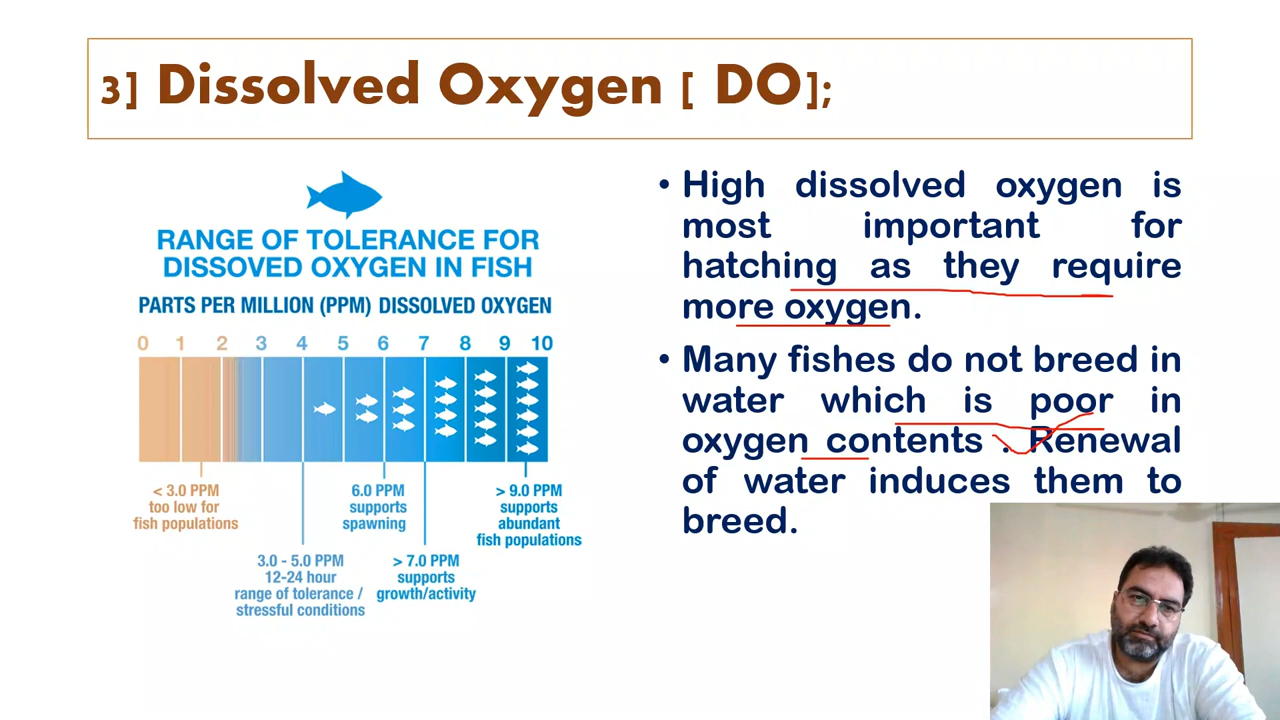 3] Dissolved Oxygen [ DO];
RANGE OF TOLERANCE FOR
DISSOVED OXYGEN IN FISH
PARTS PER MILLION (PPM) DISSOLVED OXYGEN
0 1 2 3 4 5 6 7 8 9 10
< 3.0 PPM
too low for
fish populations
3.0 - 5.0 PPM
12-24 hour
range of tolerance /
stressful conditions
6.0 PPM
supports
spawning
> 7.0 PPM
supports
growth/activity
> 9.0 PPM
supports
abundant
fish populations
• High dissolved oxygen is
most important for
hatching as they require
more oxygen.
• Many fishes do not breed in
water which is poor in
oxygen contents . Renewal
of water induces them to
breed.